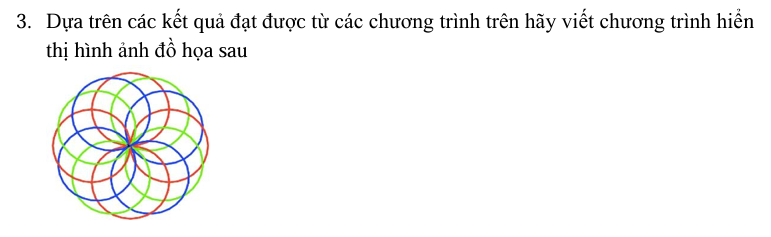 3. Dựa trên các kết quả đạt được từ các chương trình trên hãy viết chương trình hiển
thị hình ảnh đồ họa sau